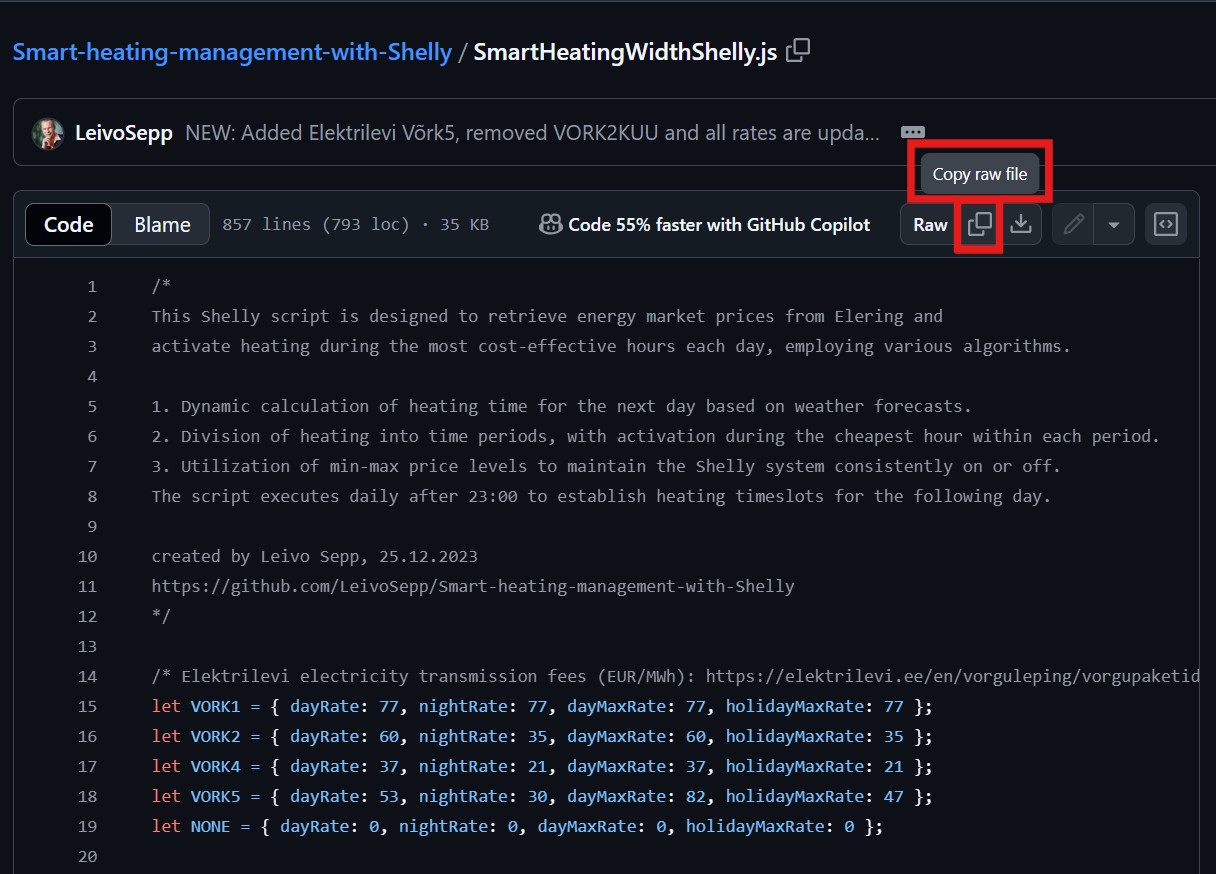 Smart-heating-management-with-Shelly / SmartHeatingWidthShelly.js
LeivoSepp NEW: Added Elektrilevi Võrk5, removed VORK2KUU and all rates are upda...
Copy raw file
Code Blame 857 lines (793 loc) · 35 KB Code 55% faster with GitHub Copilot Raw
1 /*
2 This Shelly script is designed to retrieve energy market prices from Elering and
3 activate heating during the most cost-effective hours each day, employing various algorithms.
4
5 1. Dynamic calculation of heating time for the next day based on weather forecasts.
6 2. Division of heating into time periods, with activation during the cheapest hour within each period.
7 3. Utilization of min-max price levels to maintain the Shelly system consistently on or off.
8 The script executes daily after 23:00 to establish heating timeslots for the following day.
9
10 created by Leivo Sepp, 25.12.2023
11 https://github.com/LeivoSepp/Smart-heating-management-with-Shelly
12 */
13
14 /* Elektrilevi electricity transmission fees (EUR/MWh): https://elektrilevi.ee/en/vorguleping/vorgupaketid
15 let VORK1 = { dayRate: 77, nightRate: 77, dayMaxRate: 77, holidayMaxRate: 77 };
16 let VORK2 = { dayRate: 60, nightRate: 35, dayMaxRate: 60, holidayMaxRate: 35 };
17 let VORK4 = { dayRate: 37, nightRate: 21, dayMaxRate: 37, holidayMaxRate: 21 };
18 let VORK5 = { dayRate: 53, nightRate: 30, dayMaxRate: 82, holidayMaxRate: 47 };
19 let NONE = { dayRate: 0, nightRate: 0, dayMaxRate: 0, holidayMaxRate: 0 };
20